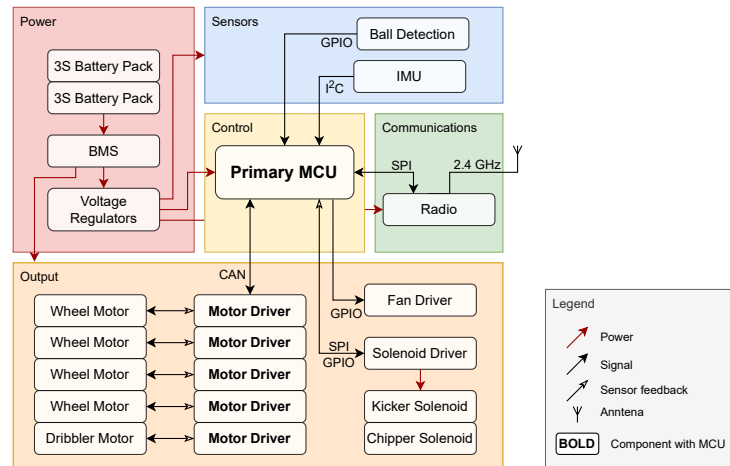 Power
3S Battery Pack
3S Battery Pack
BMS
Voltage
Regulators
Sensors
GPIO
Ball Detection
IMU
I²C
Control
Primary MCU
Communications
SPI
2.4 GHz
Radio
Output
CAN
Wheel Motor
Motor Driver
Wheel Motor
Motor Driver
Wheel Motor
Motor Driver
Wheel Motor
Motor Driver
Dribbler Motor
Motor Driver
Fan Driver
GPIO
SPI
GPIO
Solenoid Driver
Kicker Solenoid
Chipper Solenoid
Legend
Power
Signal
Sensor feedback
Anntena
BOLD
Component with MCU